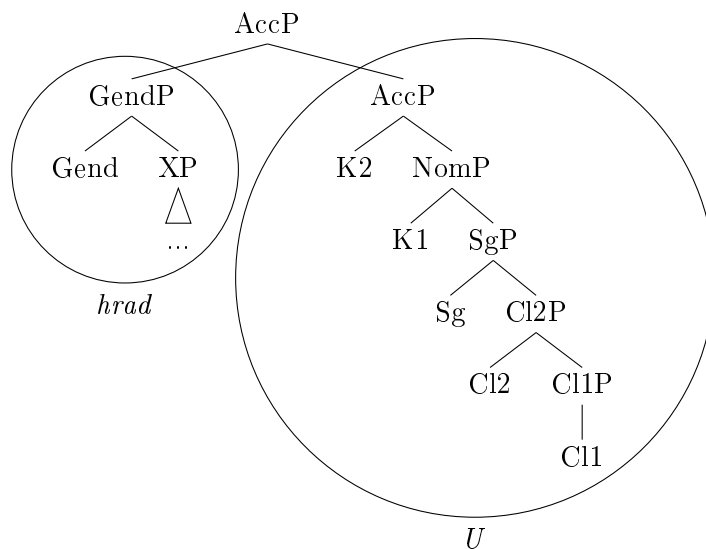 AccP
GendP AccP
Gend XP K2 NomP
... K1 SgP
hrad Sg Cl2P
Cl2 Cl1P
Cl1
U